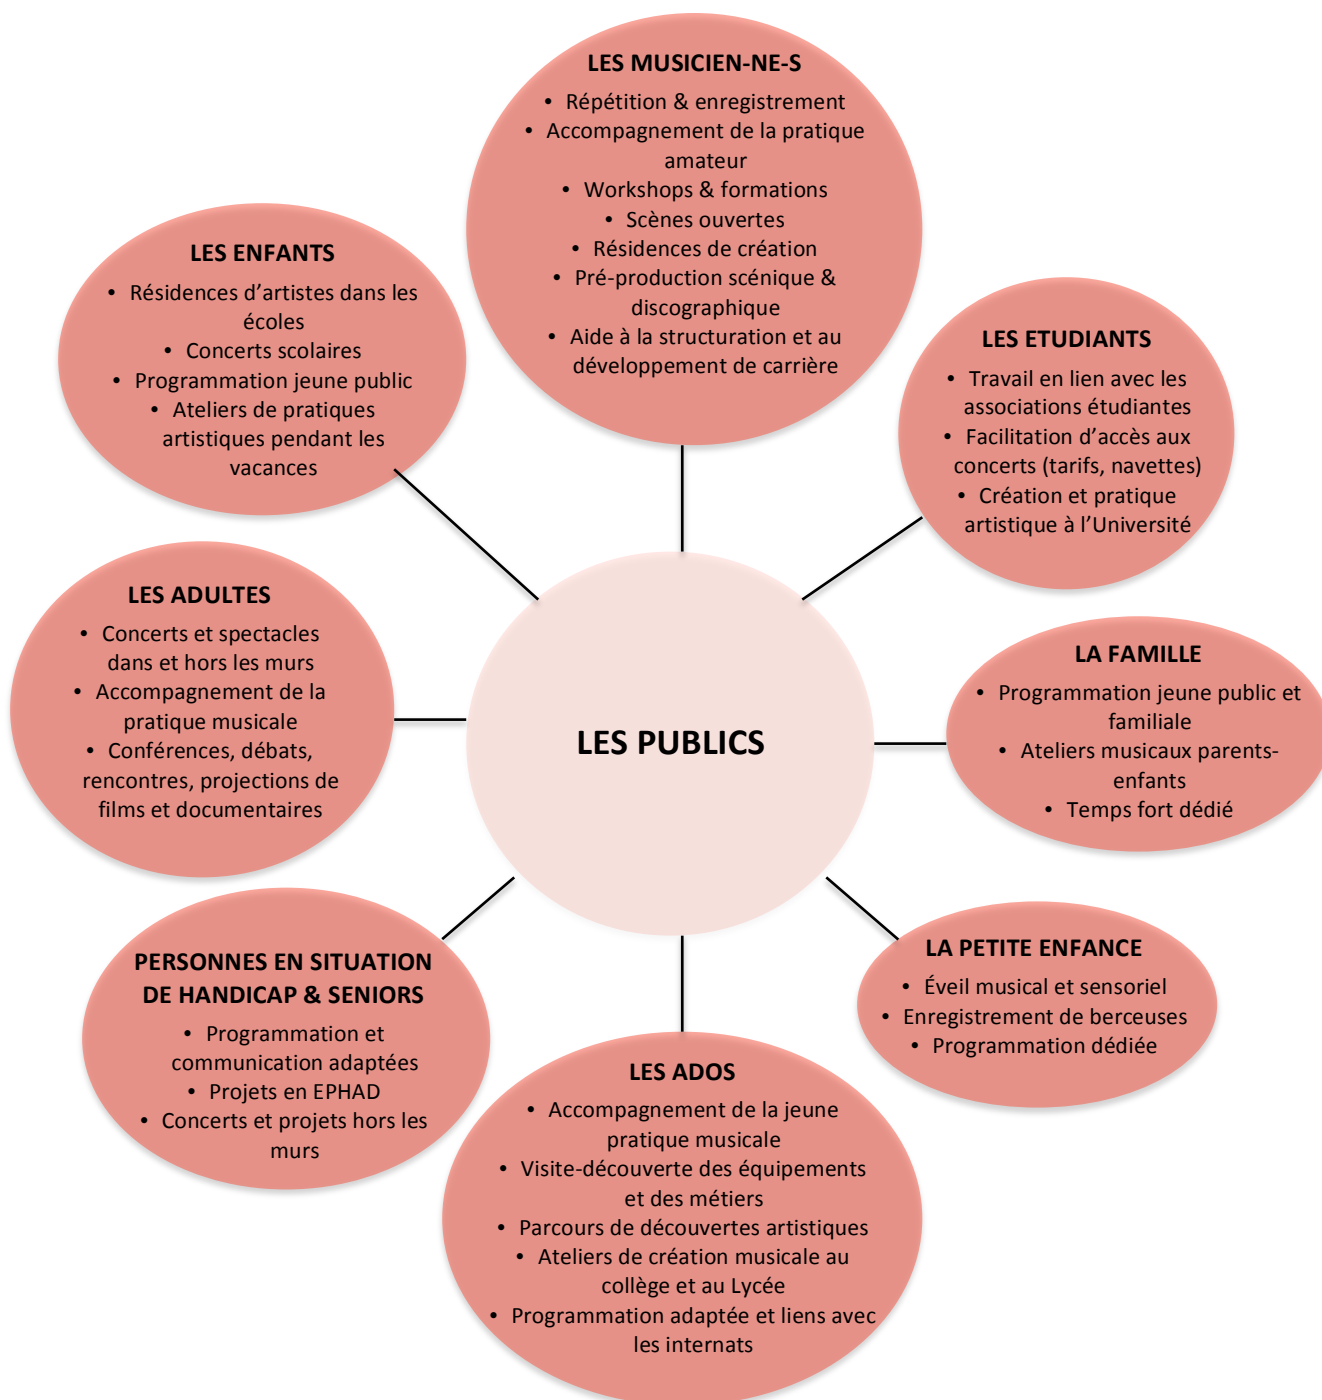 LES MUSICIEN-NE-S
• Répétition & enregistrement
• Accompagnement de la pratique
amateur
• Workshops & formations
• Scènes ouvertes
• Résidences de création
• Pré-production scénique &
discographique
• Aide à la structuration et au
développement de carrière
LES ENFANTS
• Résidences d’artistes dans les
écoles
• Concerts scolaires
• Programmation jeune public
• Ateliers de pratiques
artistiques pendant les
vacances
LES ETUDIANTS
• Travail en lien avec les
associations étudiantes
• Facilitation d’accès aux
concerts (tarifs, navettes)
• Création et pratique
artistique à l’Université
LES ADULTES
• Concerts et spectacles
dans et hors les murs
• Accompagnement de la
pratique musicale
• Conférences, débats,
rencontres, projections de
films et documentaires
LES PUBLICS
LA FAMILLE
• Programmation jeune public et
familiale
• Ateliers musicaux parents-
enfants
• Temps fort dédié
PERSONNES EN SITUATION
DE HANDICAP & SENIORS
• Programmation et
communication adaptées
• Projets en EPHAD
• Concerts et projets hors les
murs
LA PETITE ENFANCE
• Éveil musical et sensoriel
• Enregistrement de berceuses
• Programmation dédiée
LES ADOS
• Accompagnement de la jeune
pratique musicale
• Visite-découverte des équipements
et des métiers
• Parcours de découvertes artistiques
• Ateliers de création musicale au
collège et au Lycée
• Programmation adaptée et liens avec
les internats